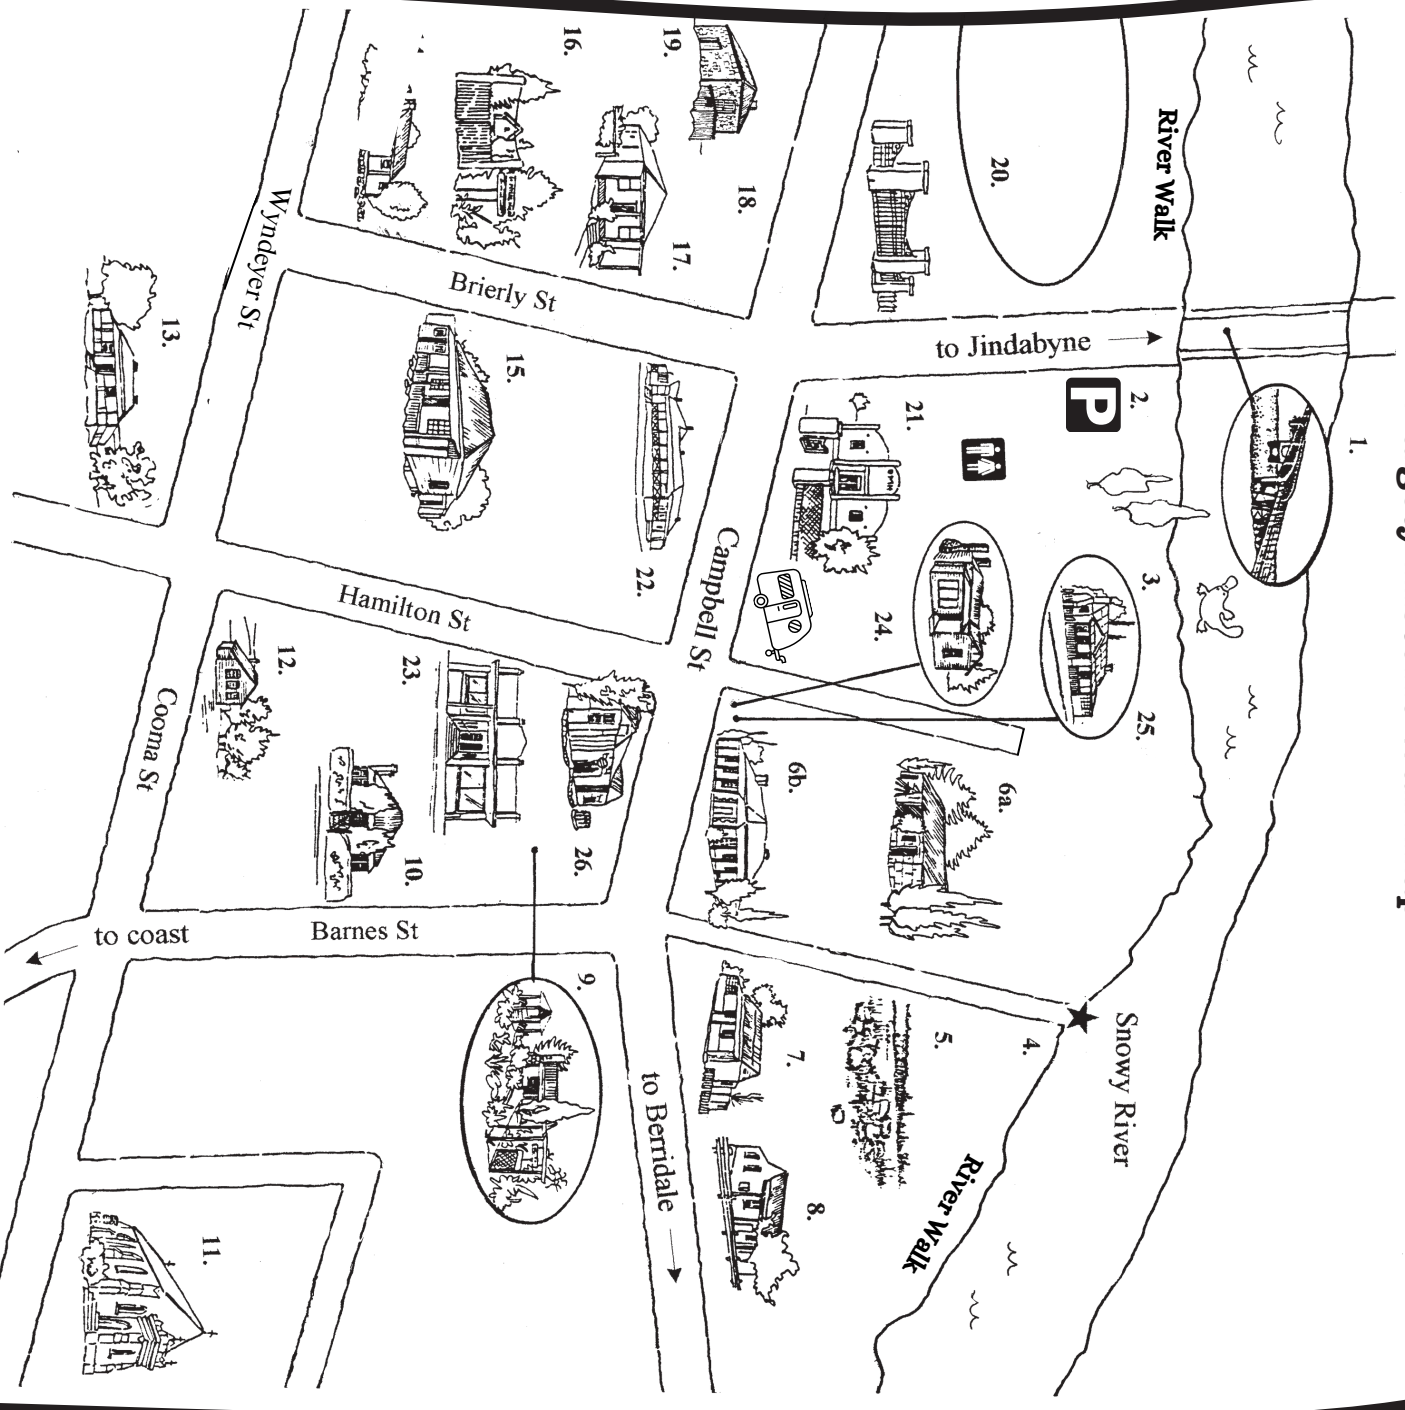 River Walk
Snowy River
River Walk
to Jindabyne
Brierly St
Wyndeyer St
Campbell St
Hamilton St
Cooma St
Barnes St
to coast
to Berridale
P
1.
2.
3.
4.
5.
6a.
6b.
7.
8.
9.
10.
11.
12.
13.
15.
16.
17.
18.
19.
20.
21.
22.
23.
24.
25.
26.